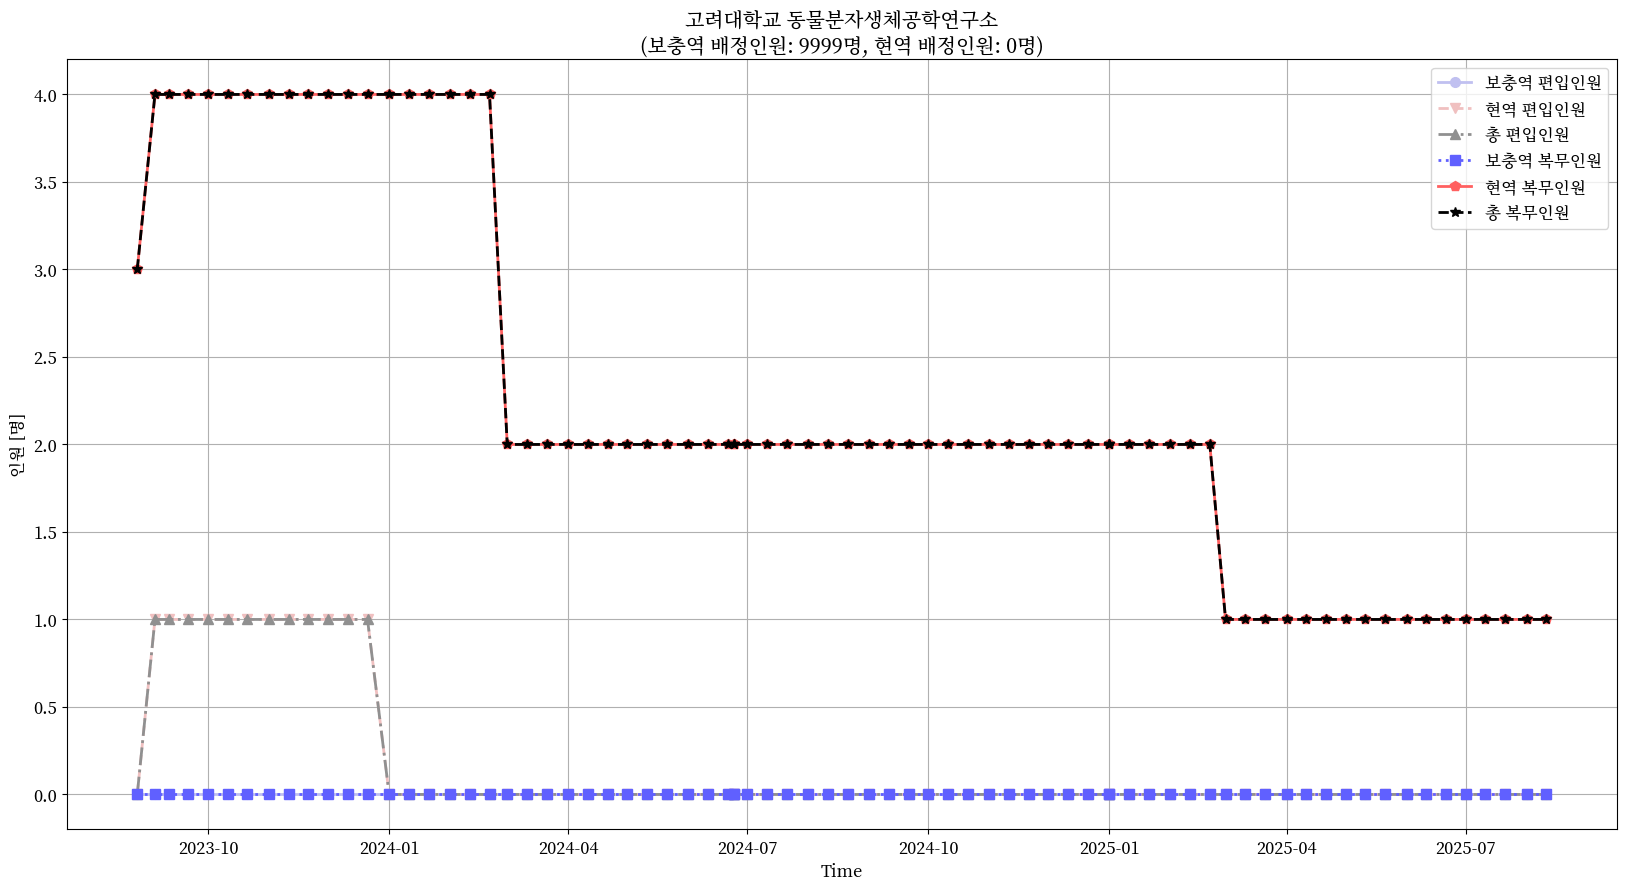 고려대학교 동물분자생체공학연구소
(보충역 배정인원: 9999명, 현역 배정인원: 0명)
보충역 편입인원
현역 편입인원
총 편입인원
보충역 복무인원
현역 복무인원
총 복무인원
4.0
3.5
3.0
2.5
2.0
1.5
1.0
0.5
0.0
인원 [명]
2023-10
2024-01
2024-04
2024-07
2024-10
2025-01
2025-04
2025-07
Time